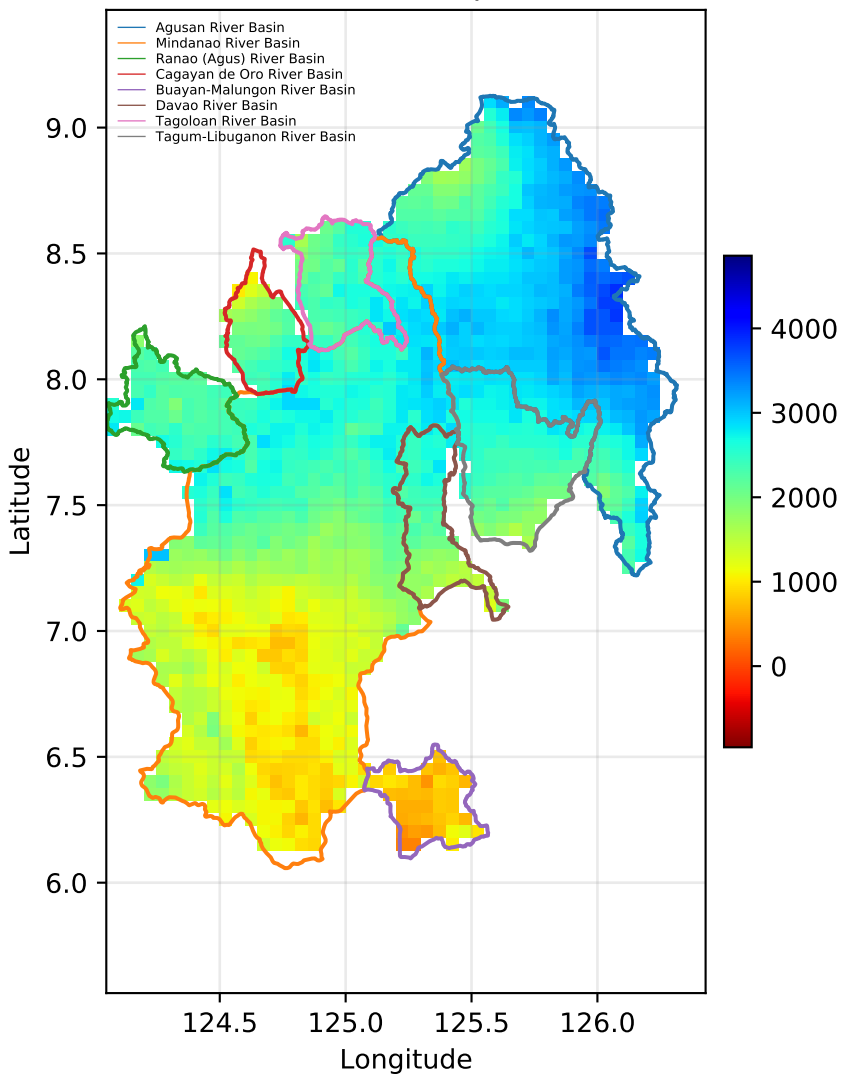 Agusan River Basin
Mindanao River Basin
Ranao (Agus) River Basin
Cagayan de Oro River Basin
Buayan-Malungon River Basin
Davao River Basin
Tagoloan River Basin
Tagum-Libuganon River Basin
9.0
8.5
8.0
7.5
7.0
6.5
6.0
Latitude
124.5 125.0 125.5 126.0
Longitude
4000
3000
2000
1000
0